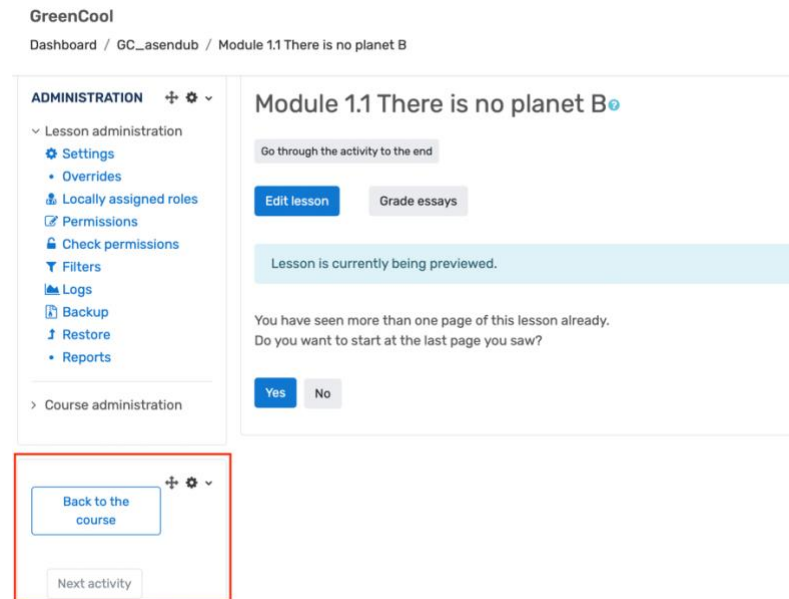 GreenCool
Dashboard / GC_asendub / Module 1.1 There is no planet B
ADMINISTRATION
Lesson administration
Settings
Overrides
Locally assigned roles
Permissions
Check permissions
Filters
Logs
Backup
Restore
Reports
Course administration
Back to the
course
Next activity
Module 1.1 There is no planet B
Go through the activity to the end
Edit lesson
Grade essays
Lesson is currently being previewed.
You have seen more than one page of this lesson already.
Do you want to start at the last page you saw?
Yes
No